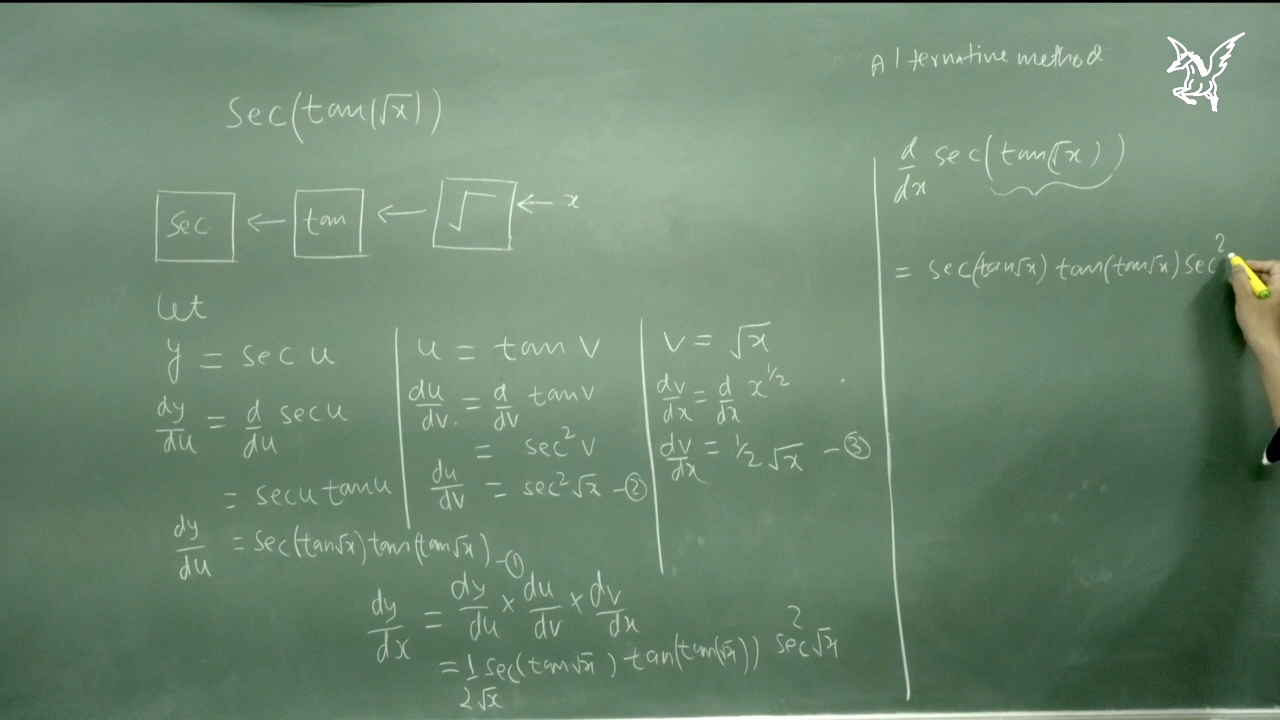 sec(tan(√x))
sec ← tan ← √ ← x
Let
y = sec u
dy/du = d/du sec u
= sec u tan u
dy/du = sec(tan√x) tan(tan√x) -①
u = tan v
du/dv = d/dv tan v
= sec² v
du/dv = sec² √x -②
v = √x
dv/dx = d/dx x^1/2
dv/dx = 1/2 √x -③
dy/dx = dy/du × du/dv × dv/dx
= 1/2√x sec(tan√x) tan(tan(√x)) sec² √x
Alternative method
d/dx sec(tan(√x))
= sec(tan√x) tan(tan√x) sec²